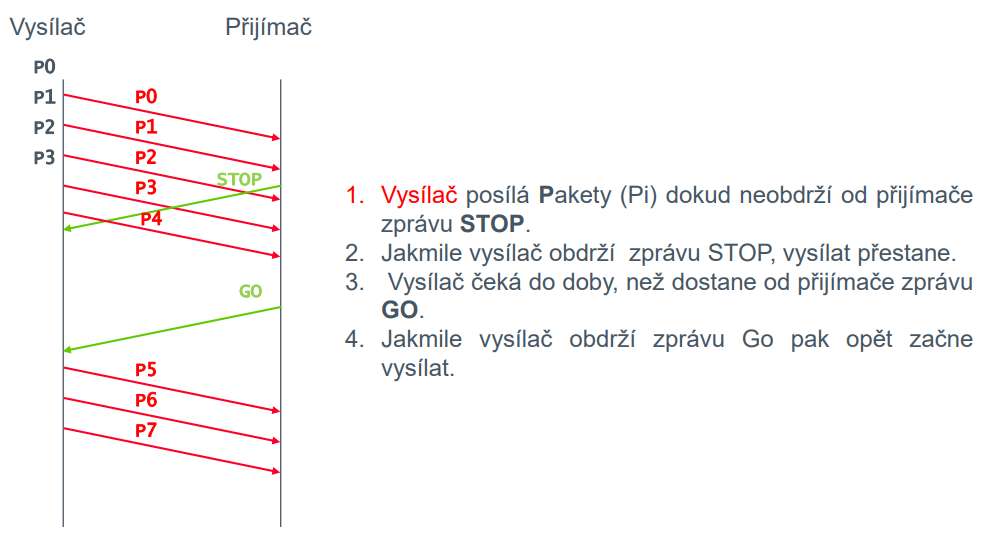 Vysílač Přijímač
P0
P1 P0
P2 P1
P3 P2
STOP
P3
P4
GO
P5
P6
P7
1. Vysílač posílá Pakety (Pi) dokud neobdrží od přijímače
zprávu STOP.
2. Jakmile vysílač obdrží zprávu STOP, vysílat přestane.
3. Vysílač čeká do doby, než dostane od přijímače zprávu
GO.
4. Jakmile vysílač obdrží zprávu Go pak opět začne
vysílat.